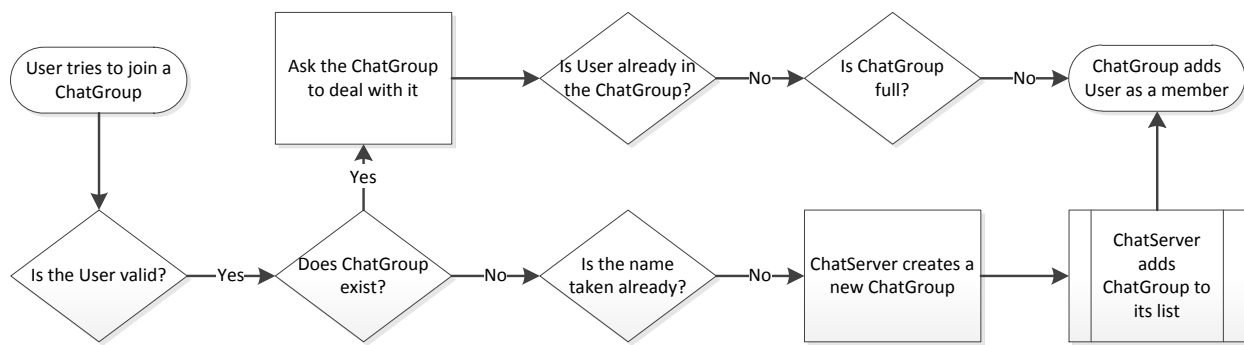 User tries to join a
ChatGroup
Ask the ChatGroup
to deal with it
Is User already in
the ChatGroup?
No
Is ChatGroup
full?
No
ChatGroup adds
User as a member
Yes
Is the User valid?
Yes
Does ChatGroup
exist?
No
Is the name
taken already?
No
ChatServer creates a
new ChatGroup
ChatServer
adds
ChatGroup to
its list